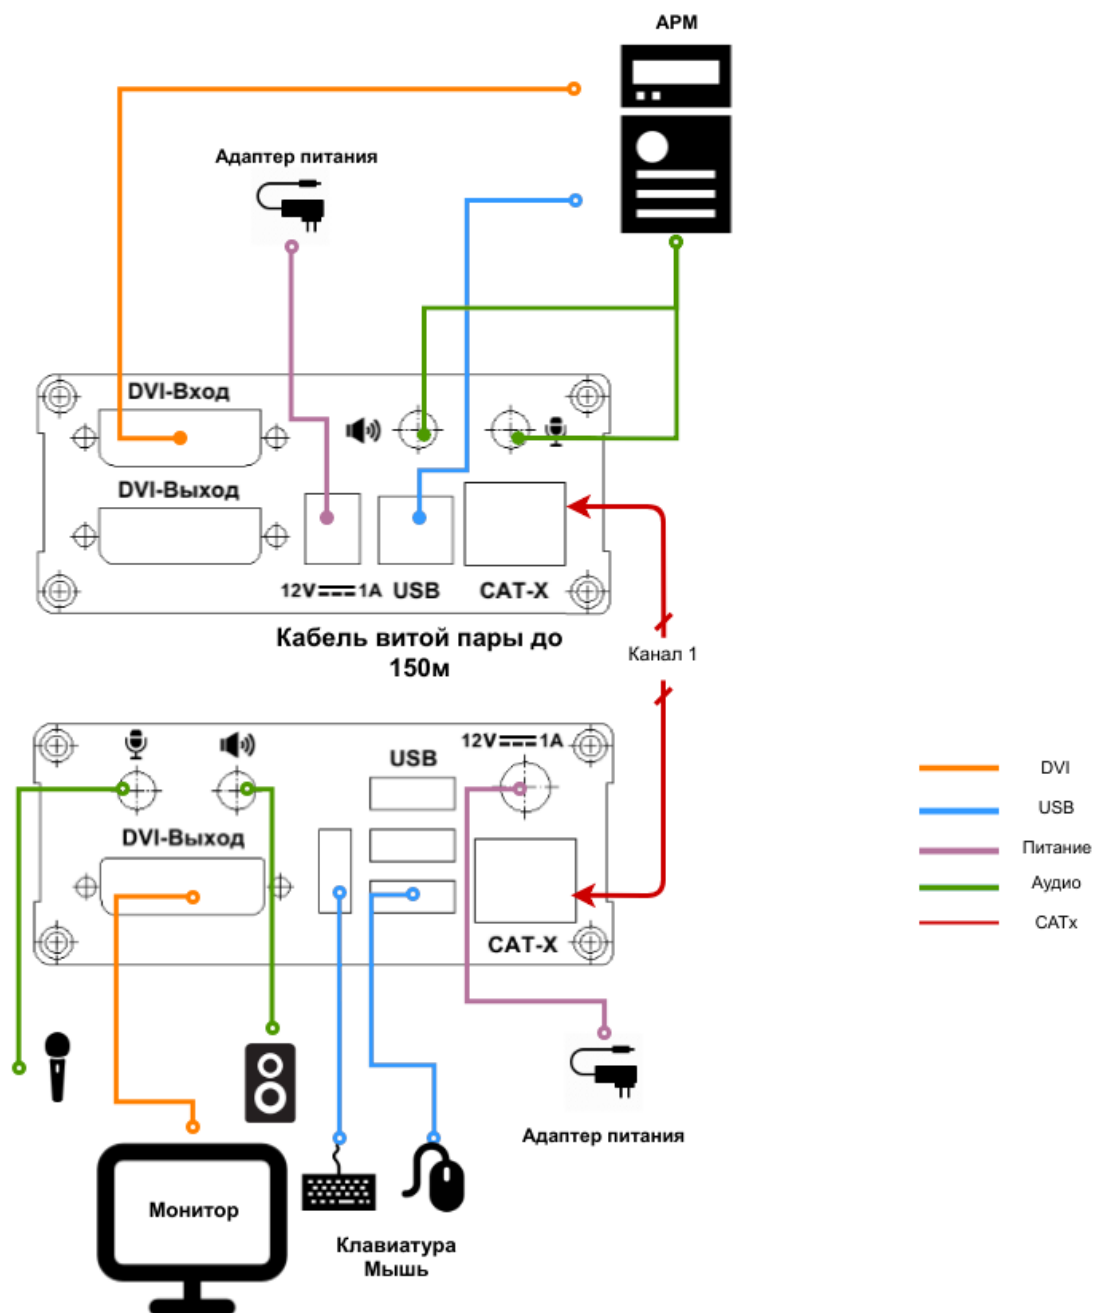 АРМ
Адаптер питания
DVI-Вход
DVI-Выход
12V 1A USB CAT-X
Кабель витой пары до
150м
Канал 1
12V 1A
USB
DVI-Выход
CAT-X
DVI
USB
Питание
Аудио
CATx
Адаптер питания
Монитор
Клавиатура
Мышь